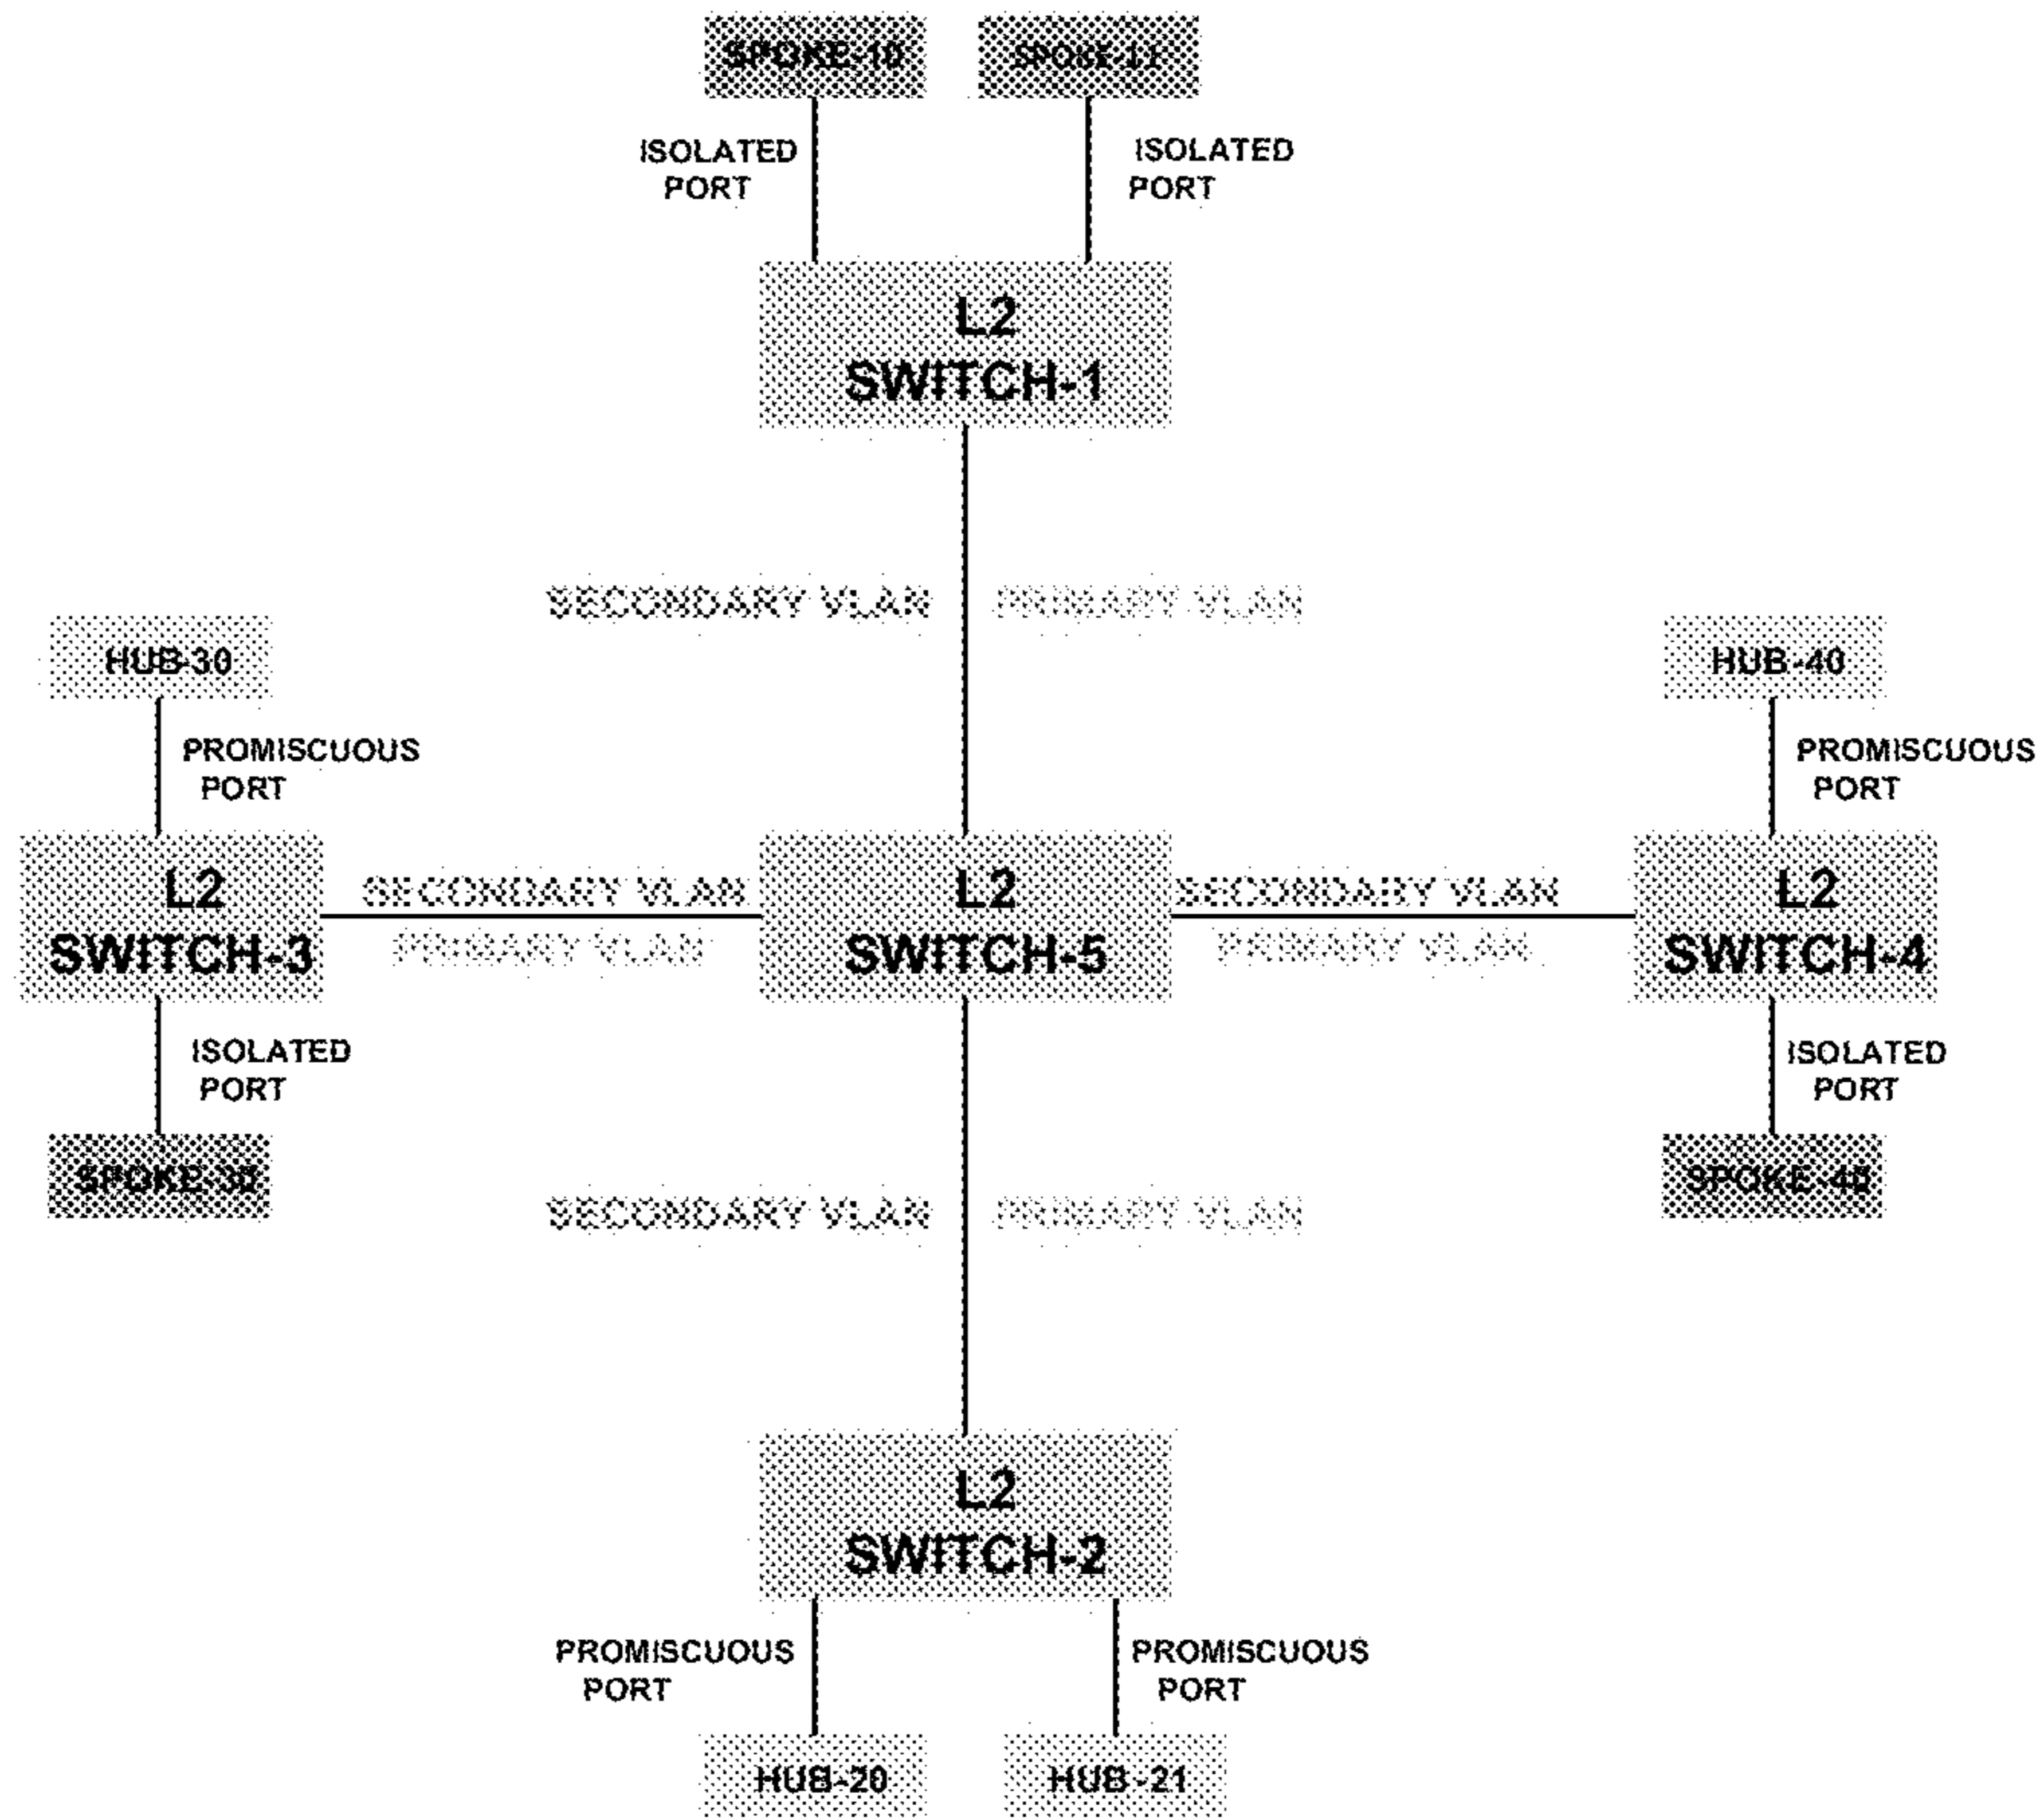 SPOKE-10
SPOKE-11
ISOLATED
PORT
ISOLATED
PORT
L2
SWITCH-1
SECONDARY VLAN
PRIMARY VLAN
HUB-30
HUB-40
PROMISCUOUS
PORT
PROMISCUOUS
PORT
L2
SWITCH-3
SECONDARY VLAN
PRIMARY VLAN
L2
SWITCH-5
SECONDARY VLAN
PRIMARY VLAN
L2
SWITCH-4
ISOLATED
PORT
ISOLATED
PORT
SPOKE-30
SPOKE-40
SECONDARY VLAN
PRIMARY VLAN
L2
SWITCH-2
PROMISCUOUS
PORT
PROMISCUOUS
PORT
HUB-20
HUB-21